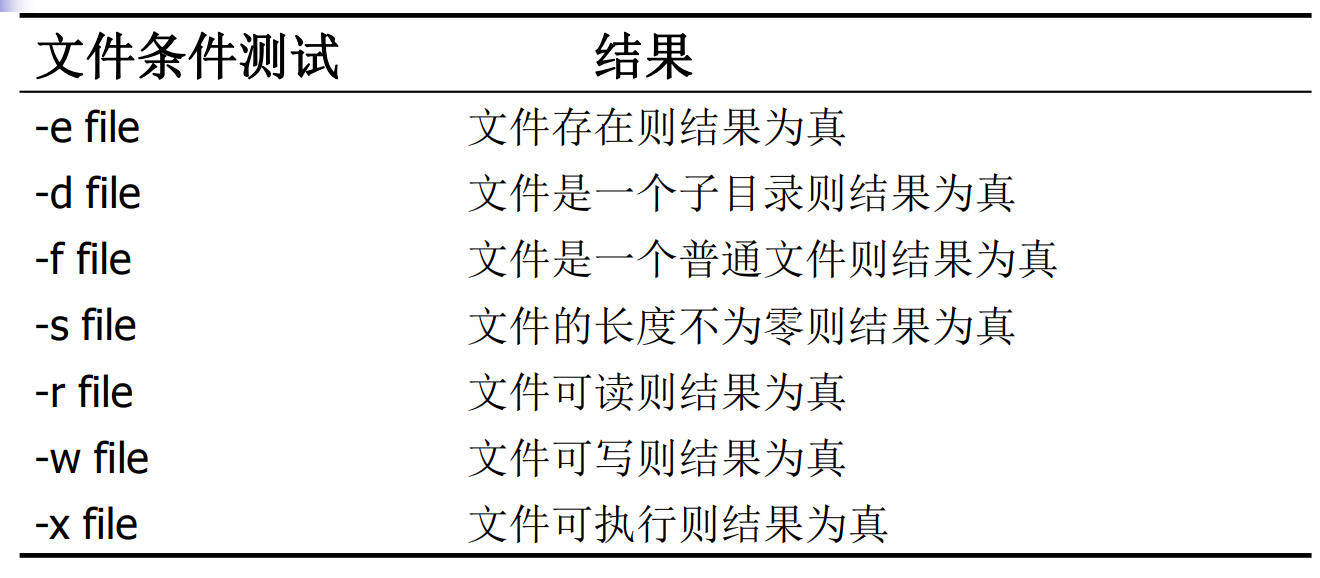 文件条件测试 结果
-e file 文件存在则结果为真
-d file 文件是一个子目录则结果为真
-f file 文件是一个普通文件则结果为真
-s file 文件的长度不为零则结果为真
-r file 文件可读则结果为真
-w file 文件可写则结果为真
-x file 文件可执行则结果为真